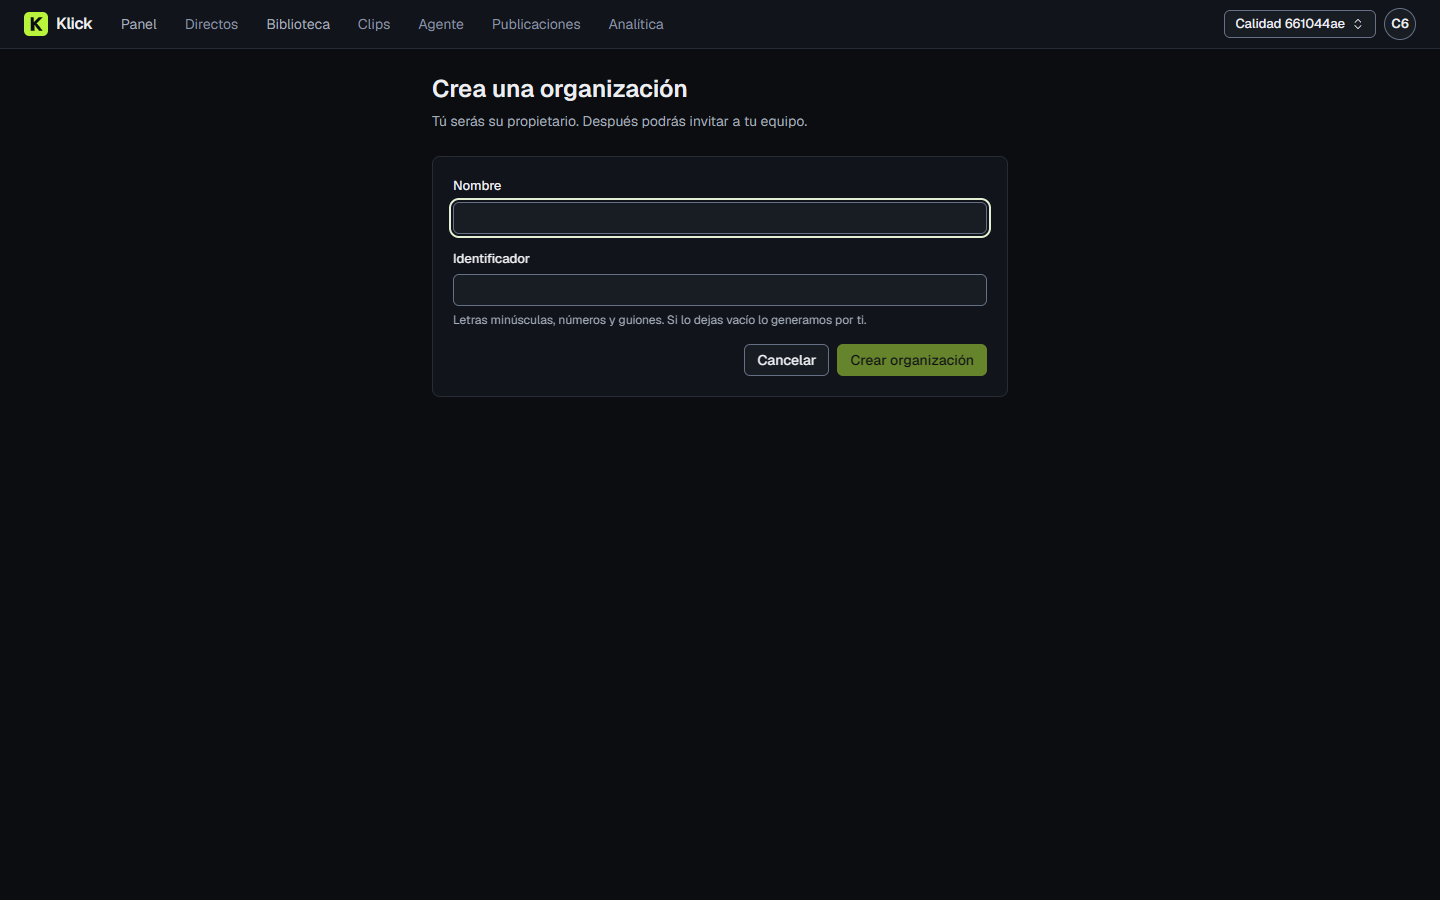 K Klick Panel Directos Biblioteca Clips Agente Publicaciones Analítica Calidad 661044ae C6
Crea una organización
Tú serás su propietario. Después podrás invitar a tu equipo.
Nombre
Identificador
Letras minúsculas, números y guiones. Si lo dejas vacío lo generamos por ti.
Cancelar Crear organización